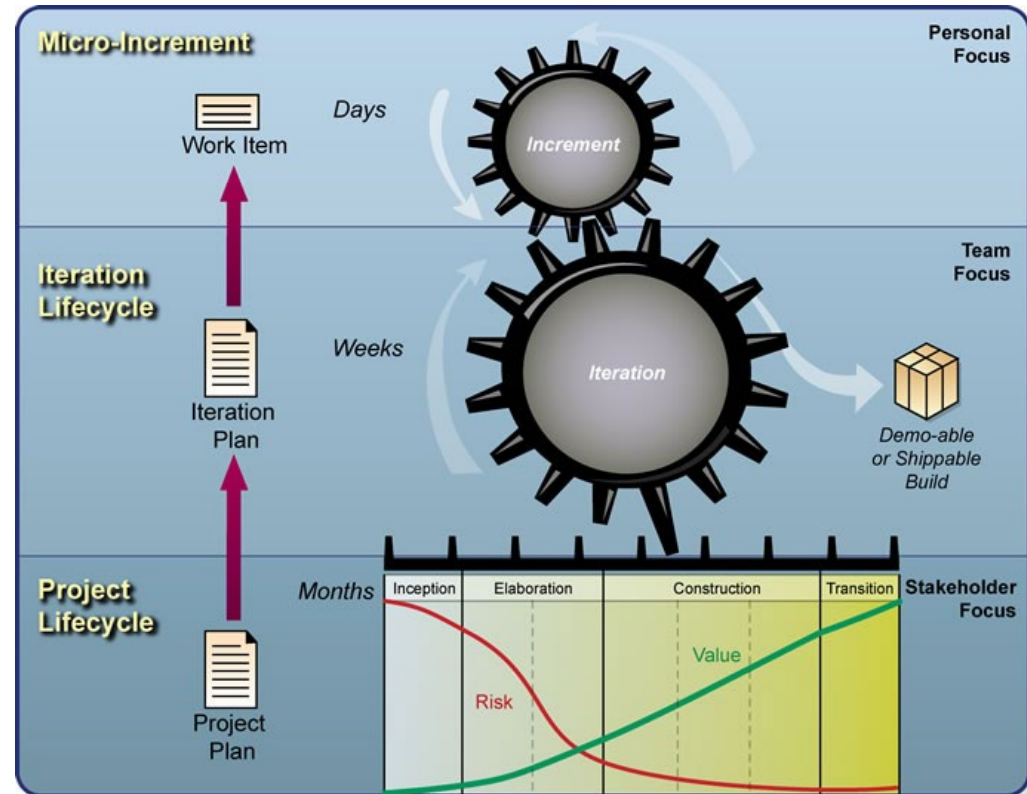 Micro-Increment
Personal
Focus
Days
Work Item
Increment
Iteration
Lifecycle
Team
Focus
Weeks
Iteration
Plan
Iteration
Demo-able
or Shippable
Build
Project
Lifecycle
Months
Inception
Elaboration
Construction
Transition
Stakeholder
Focus
Value
Risk
Project
Plan